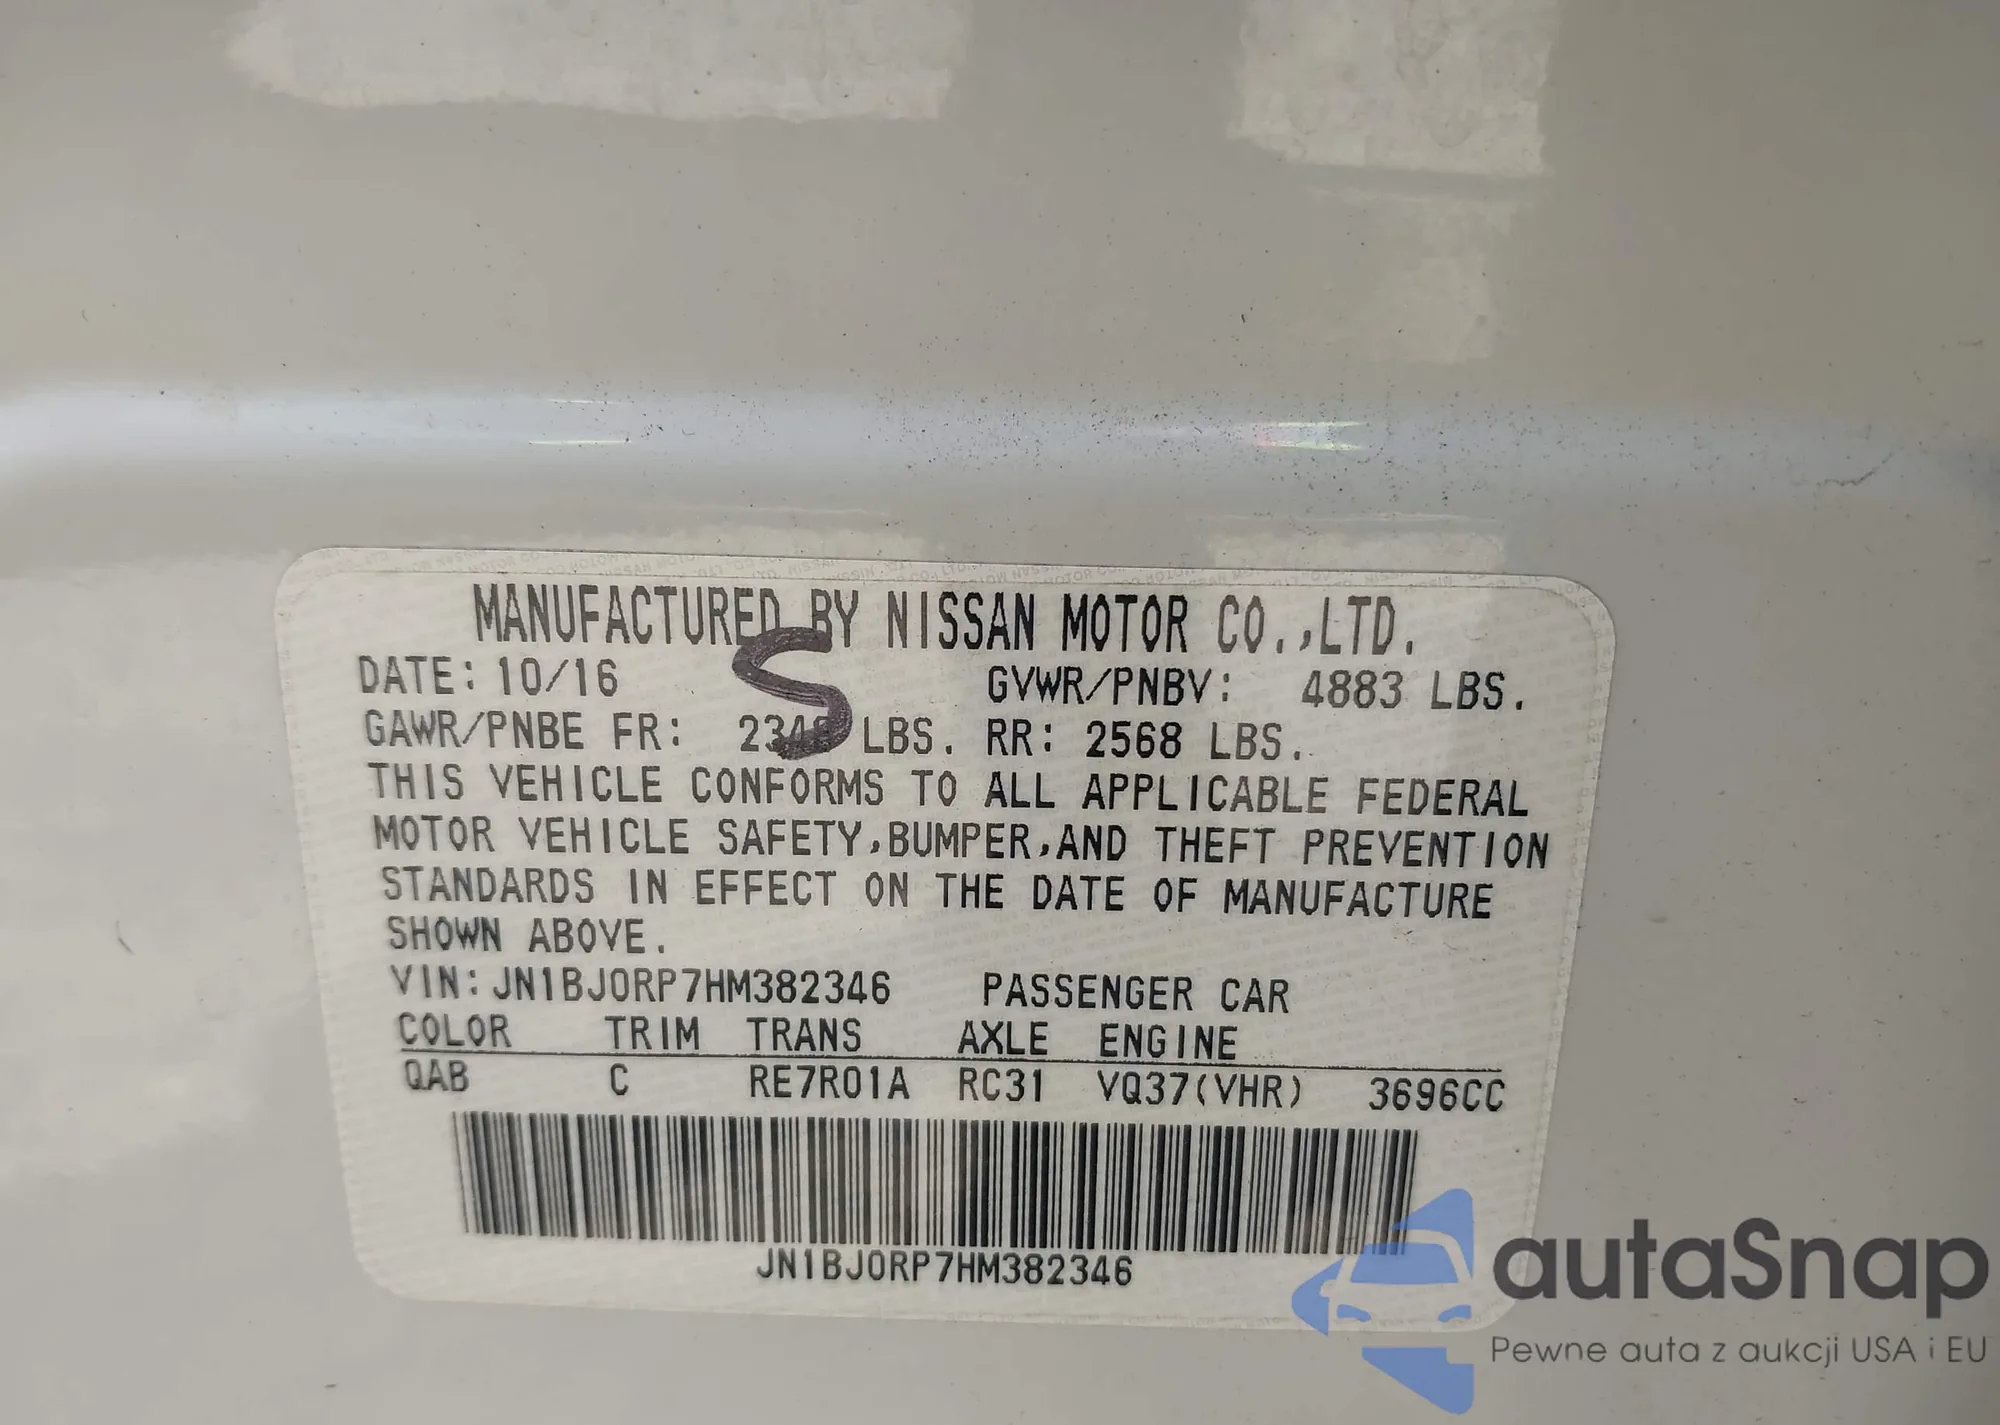 MANUFACTURED BY NISSAN MOTOR CO.,LTD.
DATE: 10/16 GVWR/PNBV: 4883 LBS.
GAWR/PNBE FR: LBS. RR: 2568 LBS.
S
THIS VEHICLE CONFORMS TO ALL APPLICABLE FEDERAL
MOTOR VEHICLE SAFETY,BUMPER,AND THEFT PREVENTION
STANDARDS IN EFFECT ON THE DATE OF MANUFACTURE
SHOWN ABOVE.
VIN:JN1BJ0RP7HM382346 PASSENGER CAR
COLOR TRIM TRANS AXLE ENGINE
QAB C RE7R01A RC31 VQ37(VHR) 3696CC
JN1BJ0RP7HM382346
autaSnap
Pewne auta z aukcji USA i EU